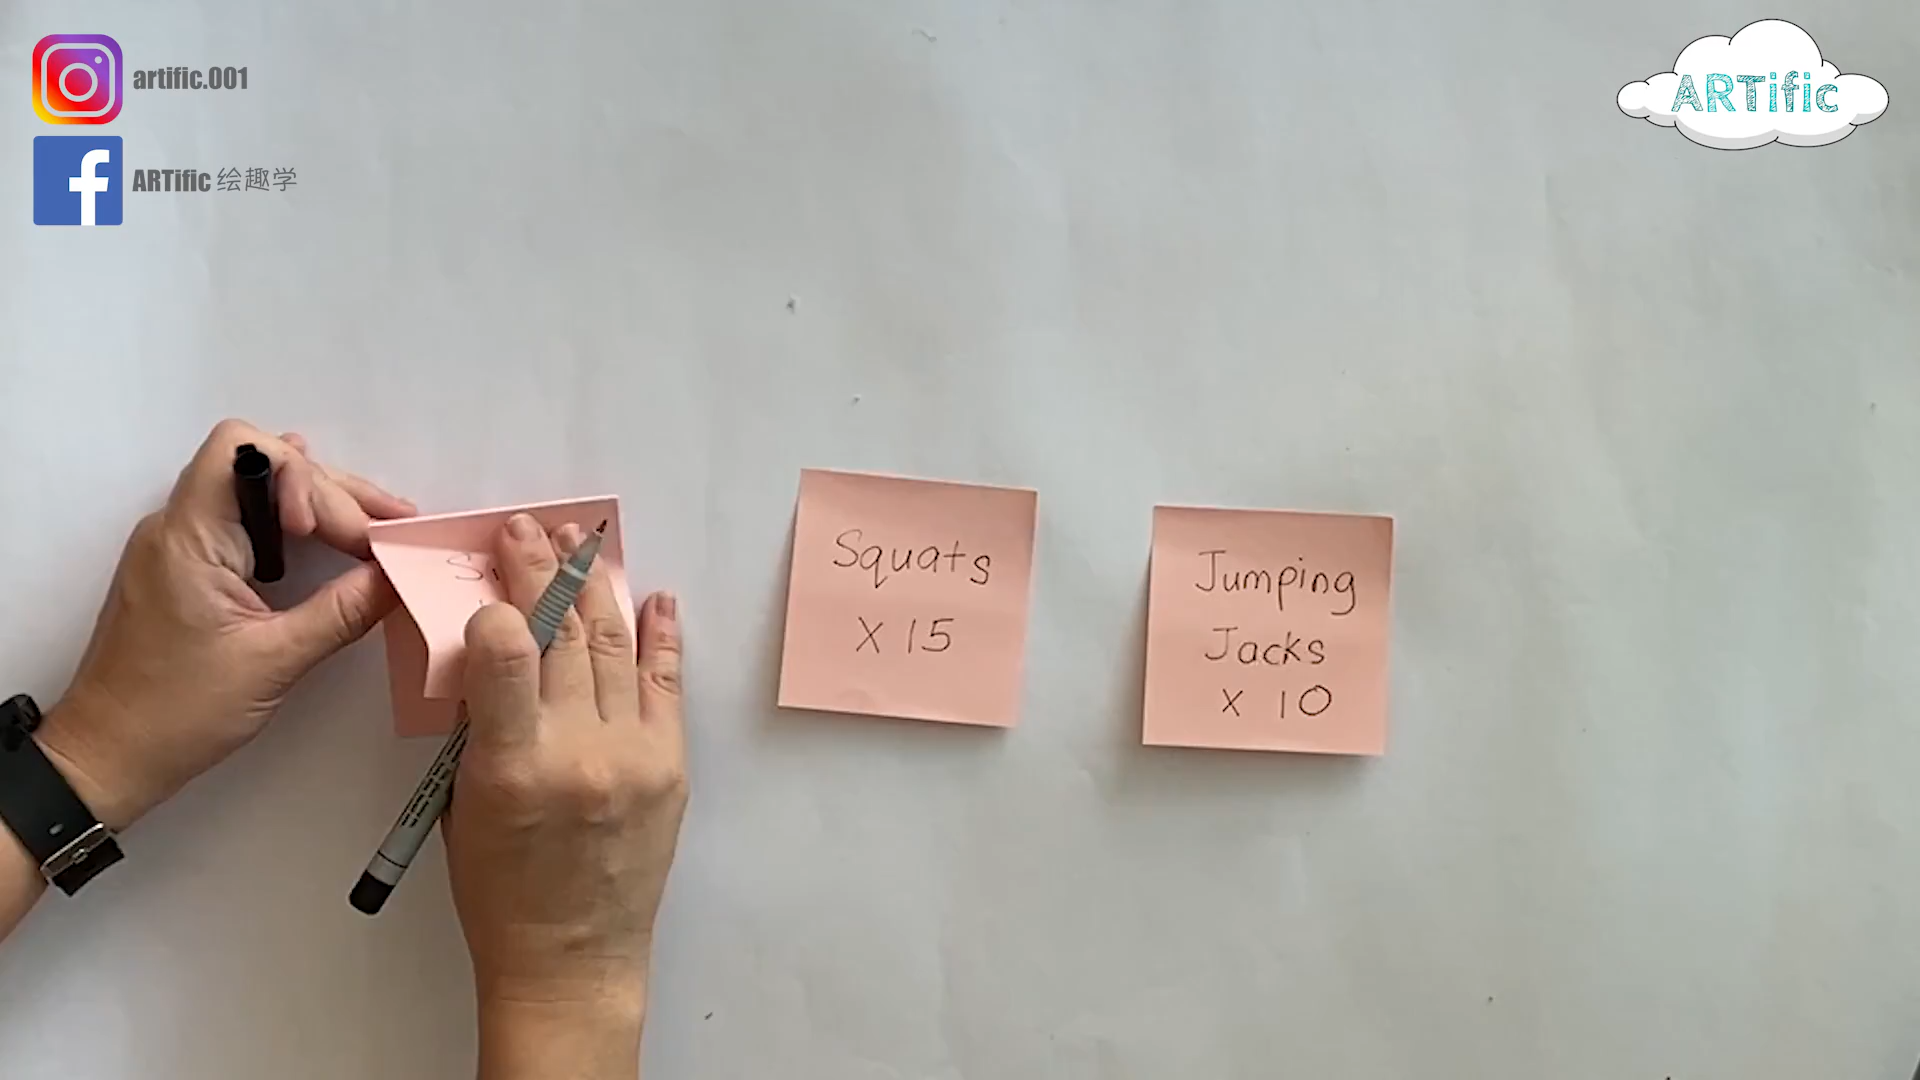 artific.001
ARTific 绘趣学
ARTific
Squats
X 15
Jumping
Jacks
X 10